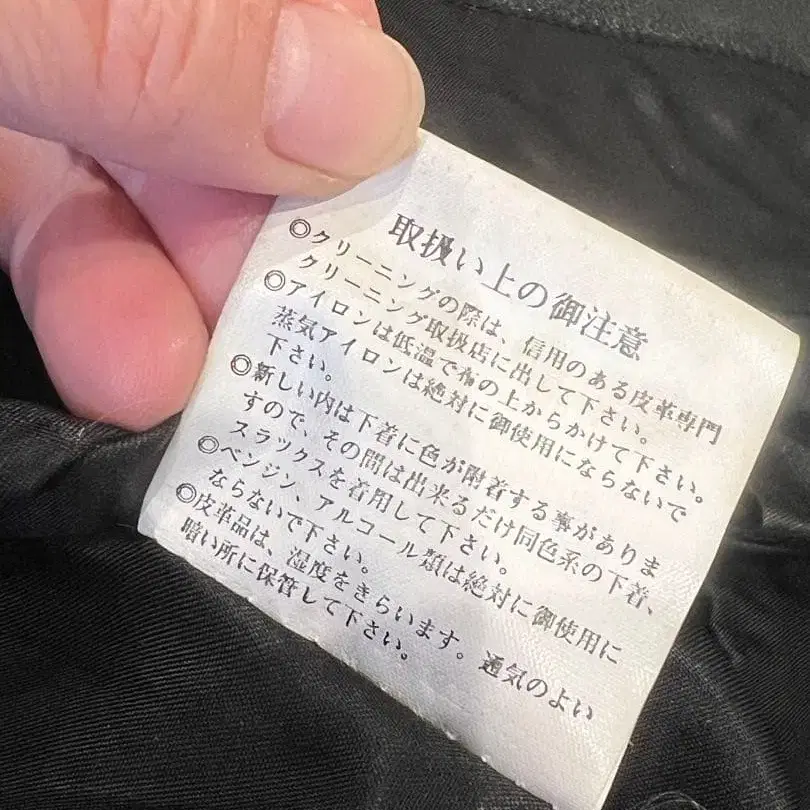 取扱い上の御注意
◎クリーニングの際は、信用のある皮革専門
クリーニング取扱店に出して下さい。
◎アイロンは低温で布の上からかけて下さい。
蒸気アイロンは絶対に御使用にならないで
下さい。
◎新しい内は下着に色が附着する事がありま
すので、その間は出来るだけ同色系の下着、
スラックスを着用して下さい。
◎ベンジン、アルコール類は絶対に御使用に
ならないで下さい。
◎皮革品は、湿度をきらいます。通気のよい
暗い所に保管して下さい。